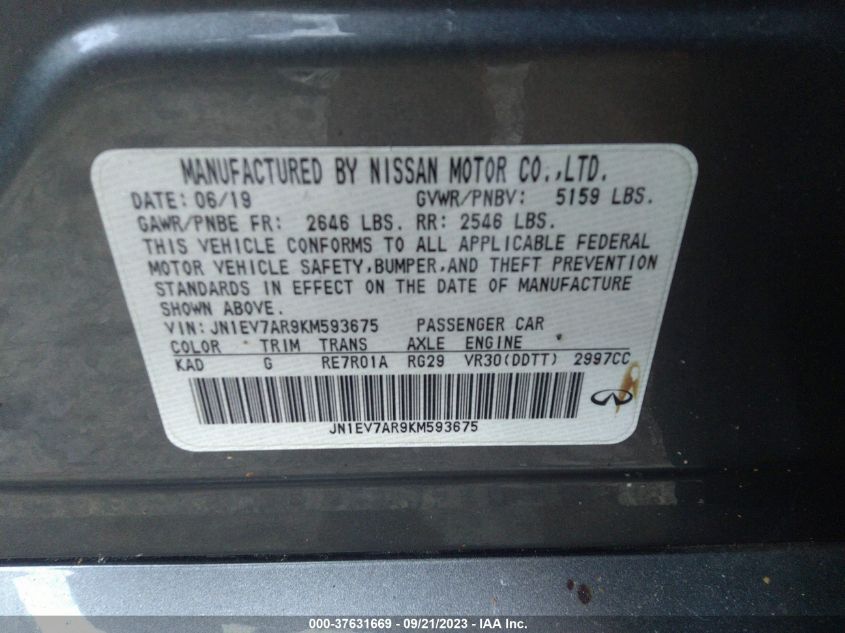 MANUFACTURED BY NISSAN MOTOR CO.,LTD.
DATE: 06/19 GVWR/PNBV: 5159 LBS.
GAWR/PNBE FR: 2646 LBS. RR: 2546 LBS.
THIS VEHICLE CONFORMS TO ALL APPLICABLE FEDERAL
MOTOR VEHICLE SAFETY,BUMPER,AND THEFT PREVENTION
STANDARDS IN EFFECT ON THE DATE OF MANUFACTURE
SHOWN ABOVE.
VIN:JN1EV7AR9KM593675 PASSENGER CAR
COLOR TRIM TRANS AXLE ENGINE
KAD G RE7R01A RG29 VR30(DDTT) 2997CC
JN1EV7AR9KM593675
000-37631669 - 09/21/2023 - IAA Inc.